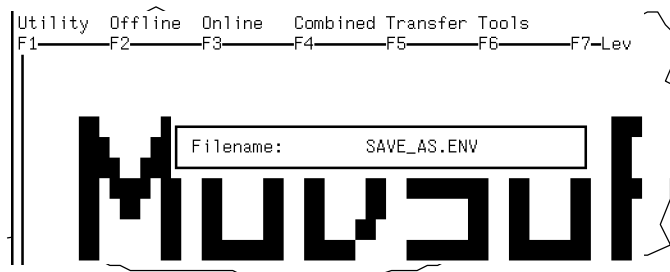 Utility Offline Online Combined Transfer Tools
F1 F2 F3 F4 F5 F6 F7-Lev
Filename: SAVE_AS.ENV